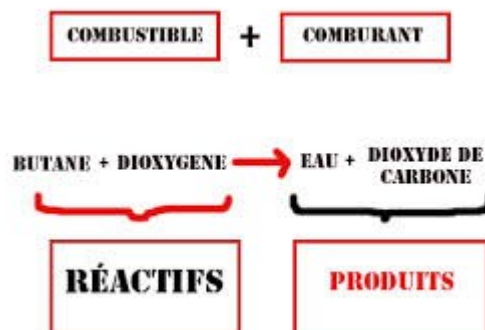 COMBUSTIBLE + COMBURANT
BUTANE + DIOXYGENE → EAU + DIOXYDE DE
CARBONE
RÉACTIFS PRODUITS